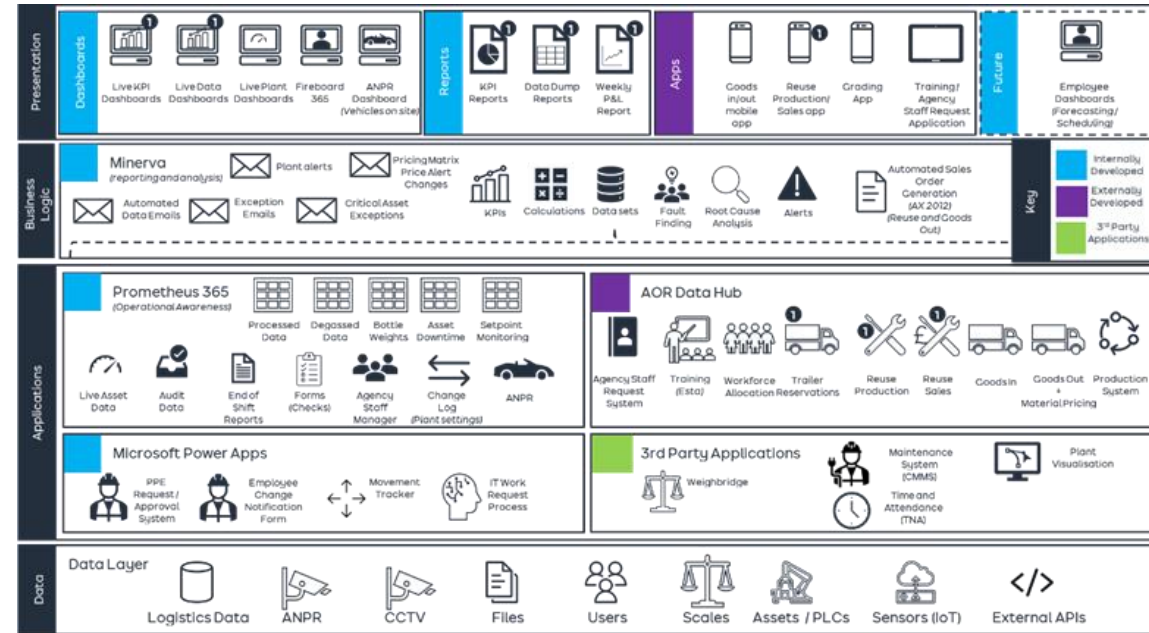 Presentation
Dashboards
1
Live KPI
Dashboards
1
Live Data
Dashboards
Live Plant
Dashboards
Fireboard
365
ANPR
Dashboard
(Vehicles on site)
Reports
1
KPI
Reports
1
Data Dump
Reports
1
Weekly
P&L
Report
Apps
Goods
in/out
mobile
app
1
Reuse
Production/
Sales app
Grading
App
Training/
Agency
Staff Request
Application
Future
Employee
Dashboards
(Forecasting/
Scheduling)
Business
Logic
Minerva
(reporting and analysis)
Plant alerts
Pricing Matrix
Price Alert
Changes
Automated
Data Emails
Exception
Emails
Critical Asset
Exceptions
KPIs
Calculations
Data sets
Fault
Finding
Root Cause
Analysis
Alerts
Automated Sales
Order
Generation
(AX 2012)
(Reuse and Goods
Out)
Key
Internally
Developed
Externally
Developed
3rd Party
Applications
Applications
Prometheus 365
(Operational Awareness)
Processed
Data
Degassed
Data
Bottle
Weights
Asset
Downtime
Setpoint
Montitoring
Live Asset
Data
Audit
Data
End of
Shift
Reports
Forms
(Checks)
Agency
Staff
Manager
Change
Log
(Plant settings)
ANPR
AOR Data Hub
Agency Staff
Request
System
Training
(Esta)
Workforce
Allocation
1
Trailer
Reservations
1
Reuse
Production
1
£
Reuse
Sales
Goods In
Goods Out
+
Material Pricing
Production
System
Microsoft Power Apps
PPE
Request /
Approval
System
Employee
Change
Notification
Form
Movement
Tracker
IT Work
Request
Process
3rd Party Applications
Weighbridge
Maintenance
System
(CMMS)
Time and
Attendance
(TNA)
Plant
Visualisation
Data
Data Layer
Logistics Data
ANPR
CCTV
Files
Users
Scales
Assets / PLCs
Sensors (IoT)
</>
External APIs